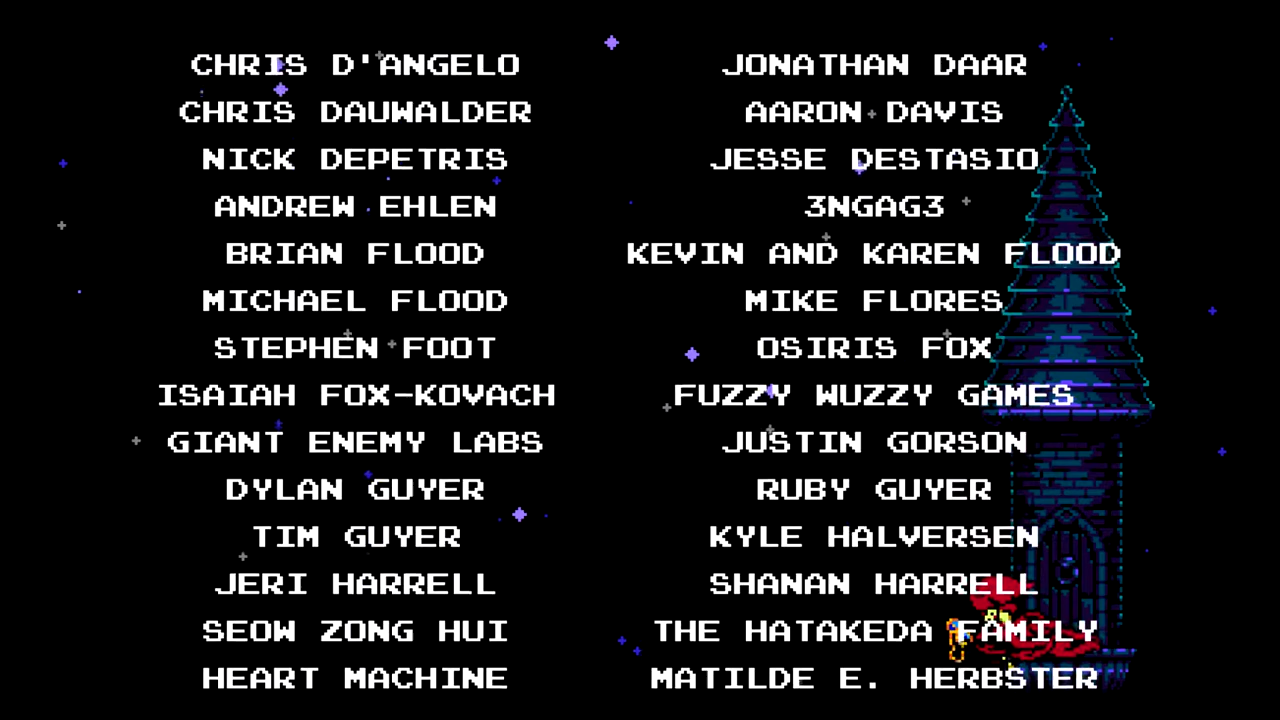 CHRIS D'ANGELO
JONATHAN DAAR
CHRIS DAUWALDER
AARON DAVIS
NICK DEPETRIS
JESSE DESTASIO
ANDREW EHLEN
3NGAG3
BRIAN FLOOD
KEVIN AND KAREN FLOOD
MICHAEL FLOOD
MIKE FLORES
STEPHEN FOOT
OSIRIS FOX
ISAIAH FOX-KOVACH
FUZZY WUZZY GAMES
GIANT ENEMY LABS
JUSTIN GORSON
DYLAN GUYER
RUBY GUYER
TIM GUYER
KYLE HALVERSEN
JERI HARRELL
SHANAN HARRELL
SEOW ZONG HUI
THE HATAKEDA FAMILY
HEART MACHINE
MATILDE E. HERBSTER